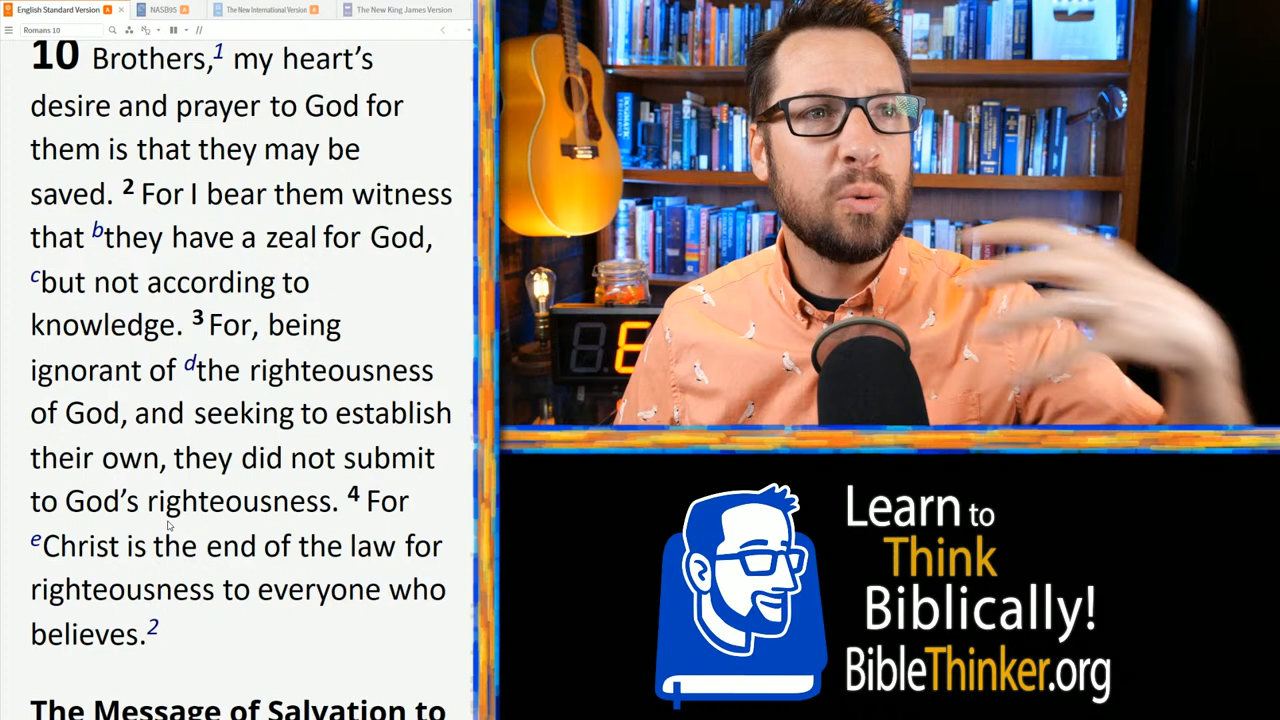 English Standard Version
NASB95
The New International Version
The New King James Version
Romans 10
10 Brothers,1 my heart’s
desire and prayer to God for
them is that they may be
saved. 2 For I bear them witness
that bthey have a zeal for God,
cbut not according to
knowledge. 3 For, being
ignorant of dthe righteousness
of God, and seeking to establish
their own, they did not submit
to God’s righteousness. 4 For
eChrist is the end of the law for
righteousness to everyone who
believes.2
The Message of Salvation to
Learn to
Think
Biblically!
BibleThinker.org